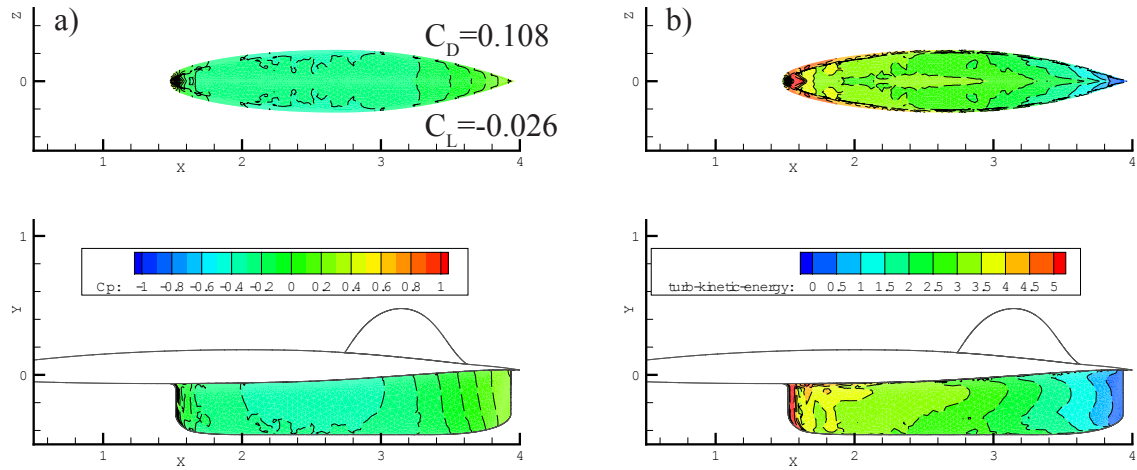 a)
C_D=0.108
C_L=-0.026
Z
0
1 2 3 4
X
b)
Z
0
1 2 3 4
X
1
Y
0
Cp: -1 -0.8 -0.6 -0.4 -0.2 0 0.2 0.4 0.6 0.8 1
1 2 3 4
X
1
Y
0
turb-kinetic-energy: 0 0.5 1 1.5 2 2.5 3 3.5 4 4.5 5
1 2 3 4
X